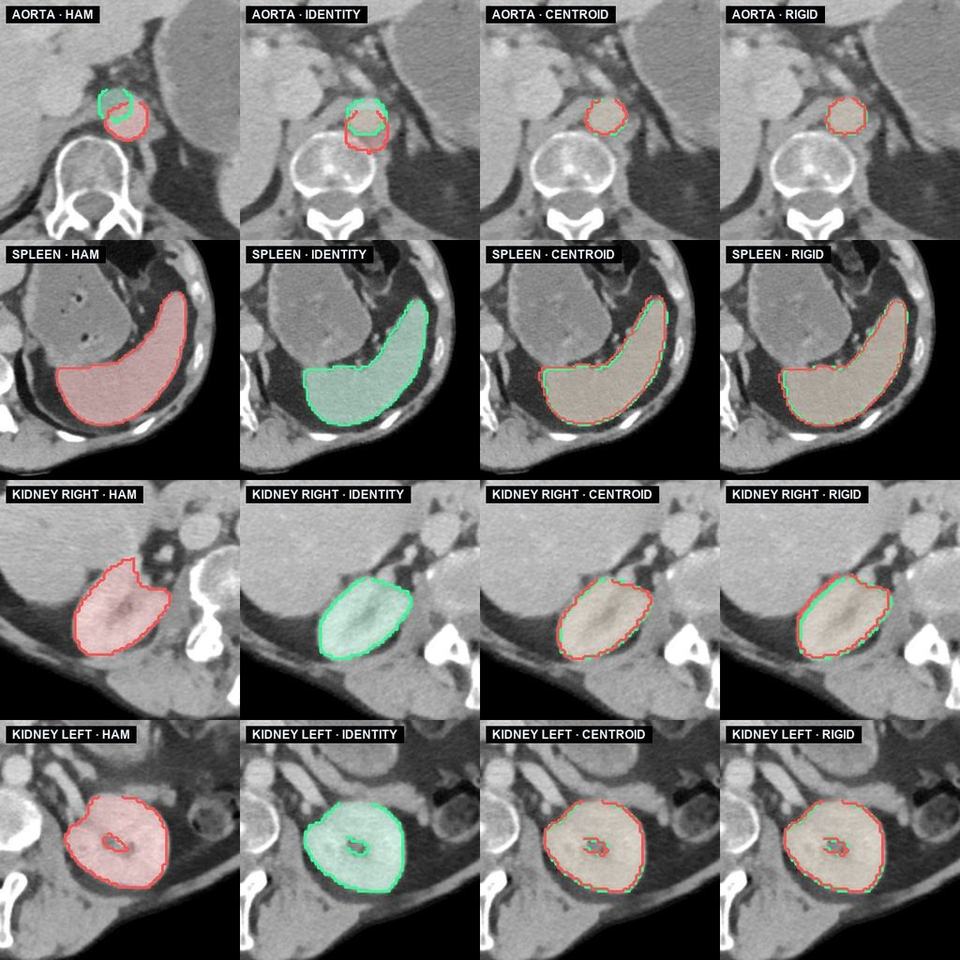 AORTA · HAM
AORTA · IDENTITY
AORTA · CENTROID
AORTA · RIGID
SPLEEN · HAM
SPLEEN · IDENTITY
SPLEEN · CENTROID
SPLEEN · RIGID
KIDNEY RIGHT · HAM
KIDNEY RIGHT · IDENTITY
KIDNEY RIGHT · CENTROID
KIDNEY RIGHT · RIGID
KIDNEY LEFT · HAM
KIDNEY LEFT · IDENTITY
KIDNEY LEFT · CENTROID
KIDNEY LEFT · RIGID